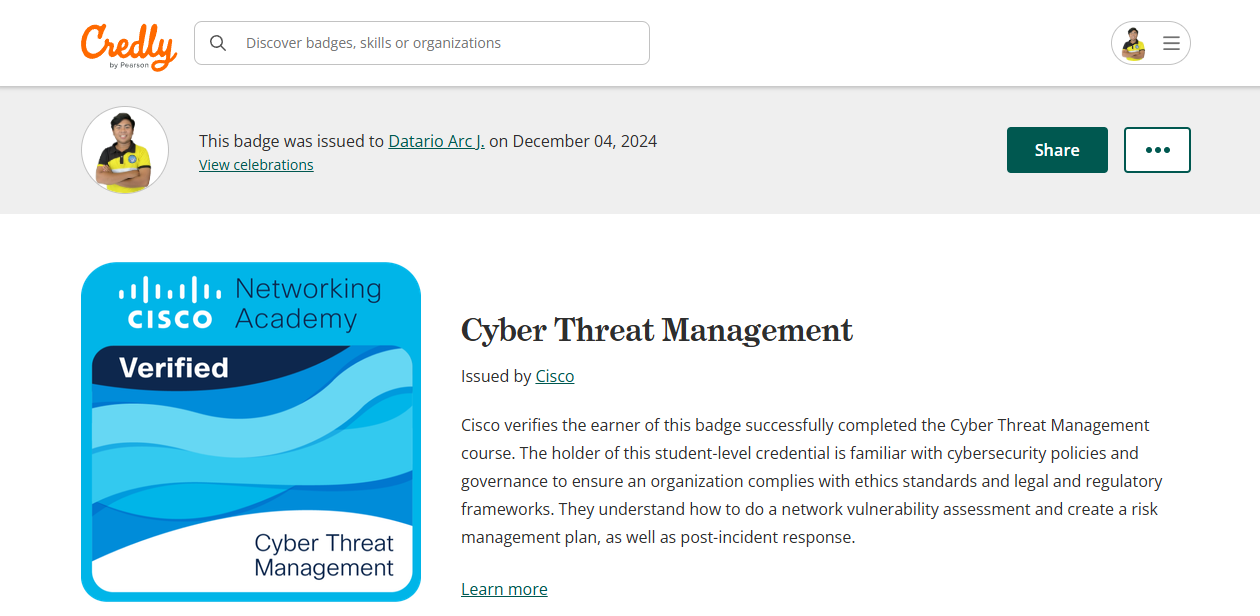 Credly
by Pearson
Discover badges, skills or organizations
This badge was issued to Datario Arc J. on December 04, 2024
View celebrations
Share
CISCO
Networking
Academy
Verified
Cyber Threat
Management
Cyber Threat Management
Issued by Cisco
Cisco verifies the earner of this badge successfully completed the Cyber Threat Management
course. The holder of this student-level credential is familiar with cybersecurity policies and
governance to ensure an organization complies with ethics standards and legal and regulatory
frameworks. They understand how to do a network vulnerability assessment and create a risk
management plan, as well as post-incident response.
Learn more